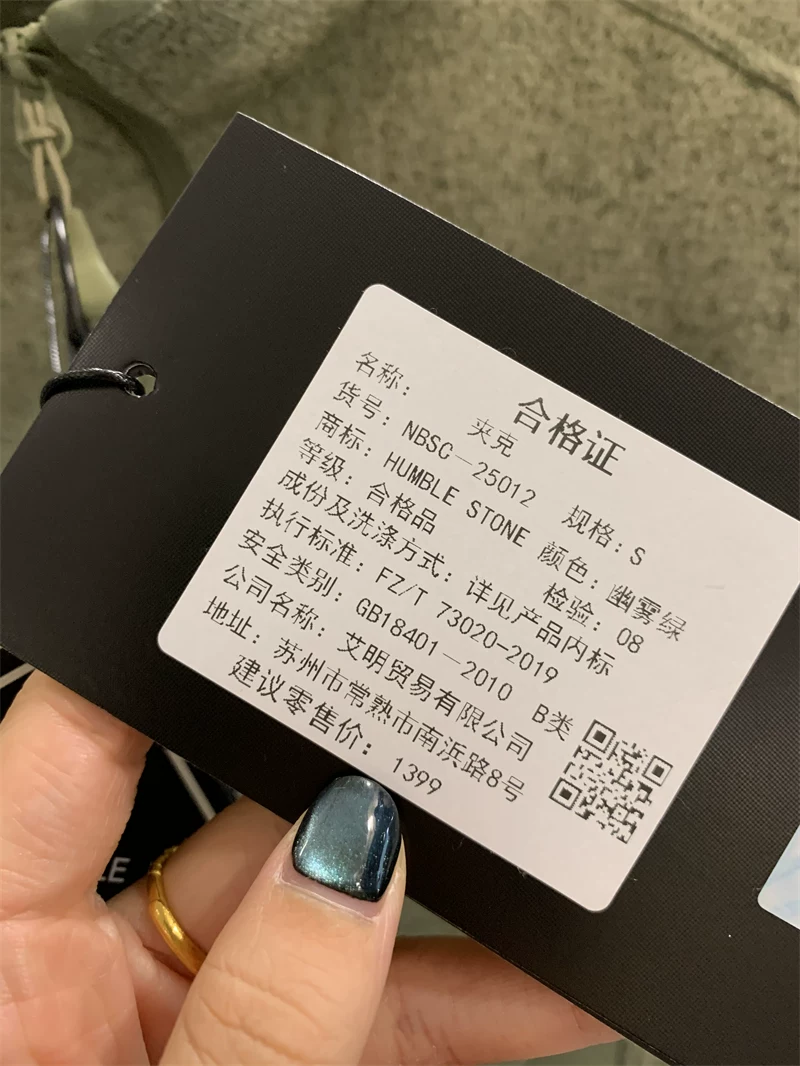 合格证
名称： 夹克
货号：NBSC-25012 规格：S
商标：HUMBLE STONE 颜色：幽雾绿
等级：合格品 检验：08
成份及洗涤方式：详见产品内标
执行标准：FZ/T 73020-2019
安全类别：GB18401-2010 B类
公司名称：艾明贸易有限公司
地址：苏州市常熟市南浜路8号
建议零售价：1399
LE